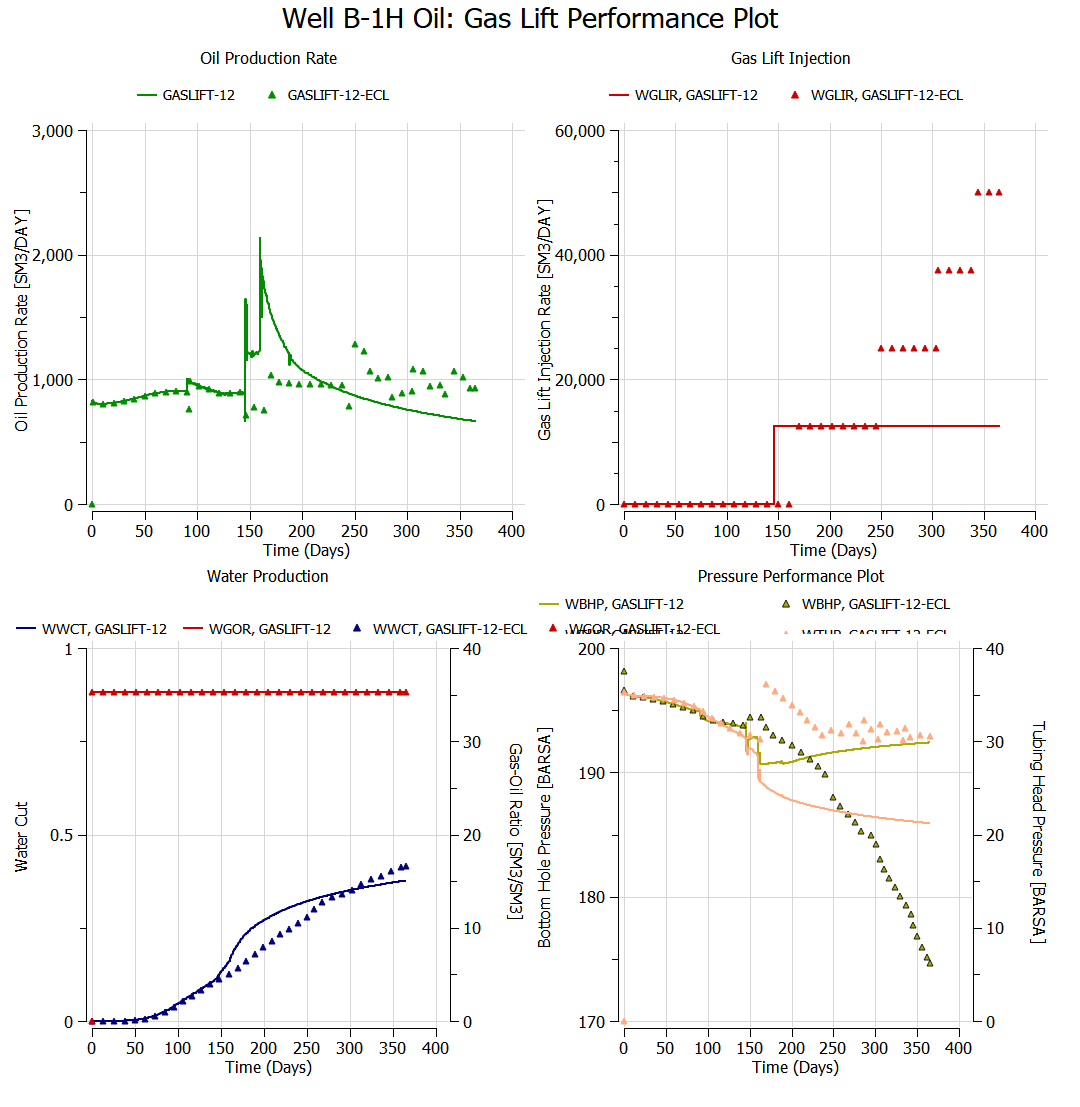 Well B-1H Oil: Gas Lift Performance Plot
Oil Production Rate
GASLIFT-12 GASLIFT-12-ECL
3,000
2,000
1,000
0
Oil Production Rate [SM3/DAY]
0 50 100 150 200 250 300 350 400
Time (Days)
Gas Lift Injection
WGLIR, GASLIFT-12 WGLIR, GASLIFT-12-ECL
60,000
40,000
20,000
0
Gas Lift Injection Rate [SM3/DAY]
0 50 100 150 200 250 300 350 400
Time (Days)
Water Production
WWCT, GASLIFT-12 WGOR, GASLIFT-12 WWCT, GASLIFT-12-ECL WGOR, GASLIFT-12-ECL
1
0.5
0
Water Cut
40
30
20
10
0
Gas-Oil Ratio [SM3/SM3]
0 50 100 150 200 250 300 350 400
Time (Days)
Pressure Performance Plot
WBHP, GASLIFT-12 WBHP, GASLIFT-12-ECL
WTHP, GASLIFT-12-ECL
200
190
180
170
Bottom Hole Pressure [BARSA]
40
30
20
10
0
Tubing Head Pressure [BARSA]
0 50 100 150 200 250 300 350 400
Time (Days)